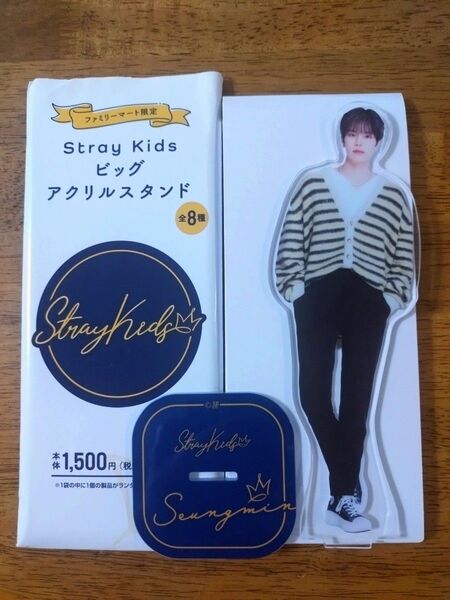 ファミリーマート限定
Stray Kids
ビッグ
アクリルスタンド
全8種
Stray Kids
本体 1,500円(税
※1袋の中に1個の製品がラン
Stray Kids
Seungmin